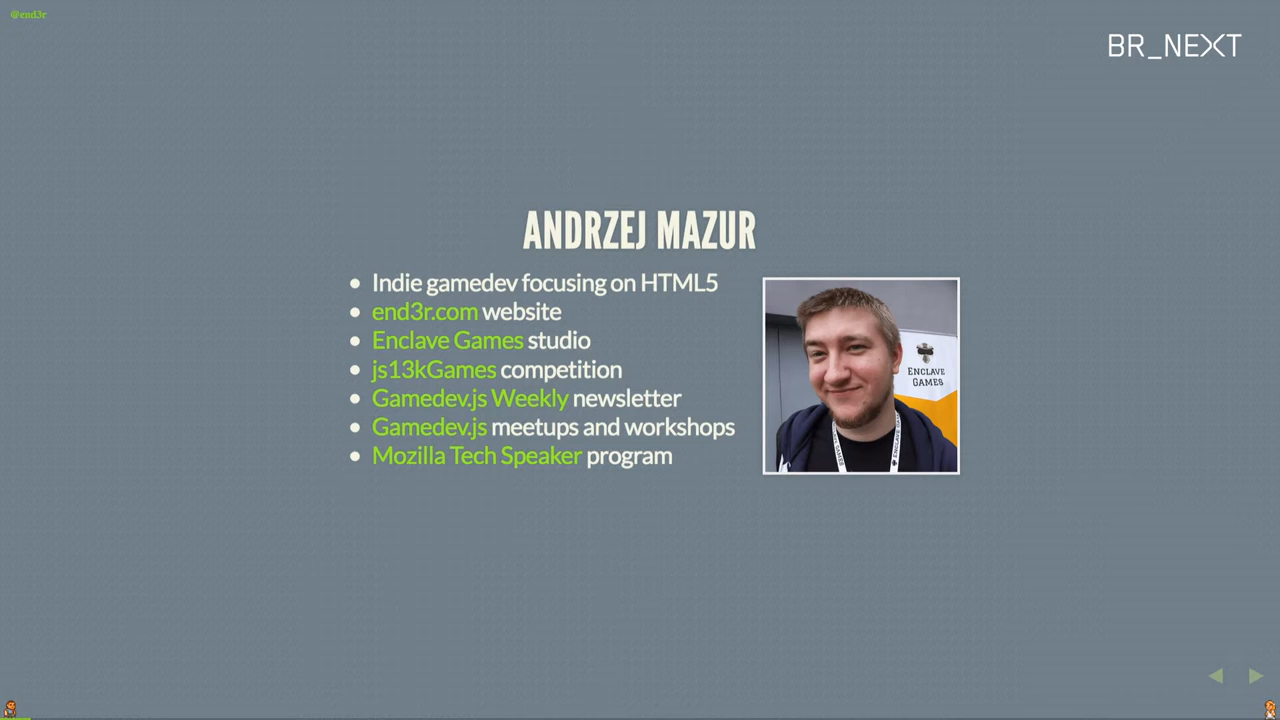 @end3r
BR_NEXT
ANDRZEJ MAZUR
Indie gamedev focusing on HTML5
end3r.com website
Enclave Games studio
js13kGames competition
Gamedev.js Weekly newsletter
Gamedev.js meetups and workshops
Mozilla Tech Speaker program
ENCLAVE
GAMES